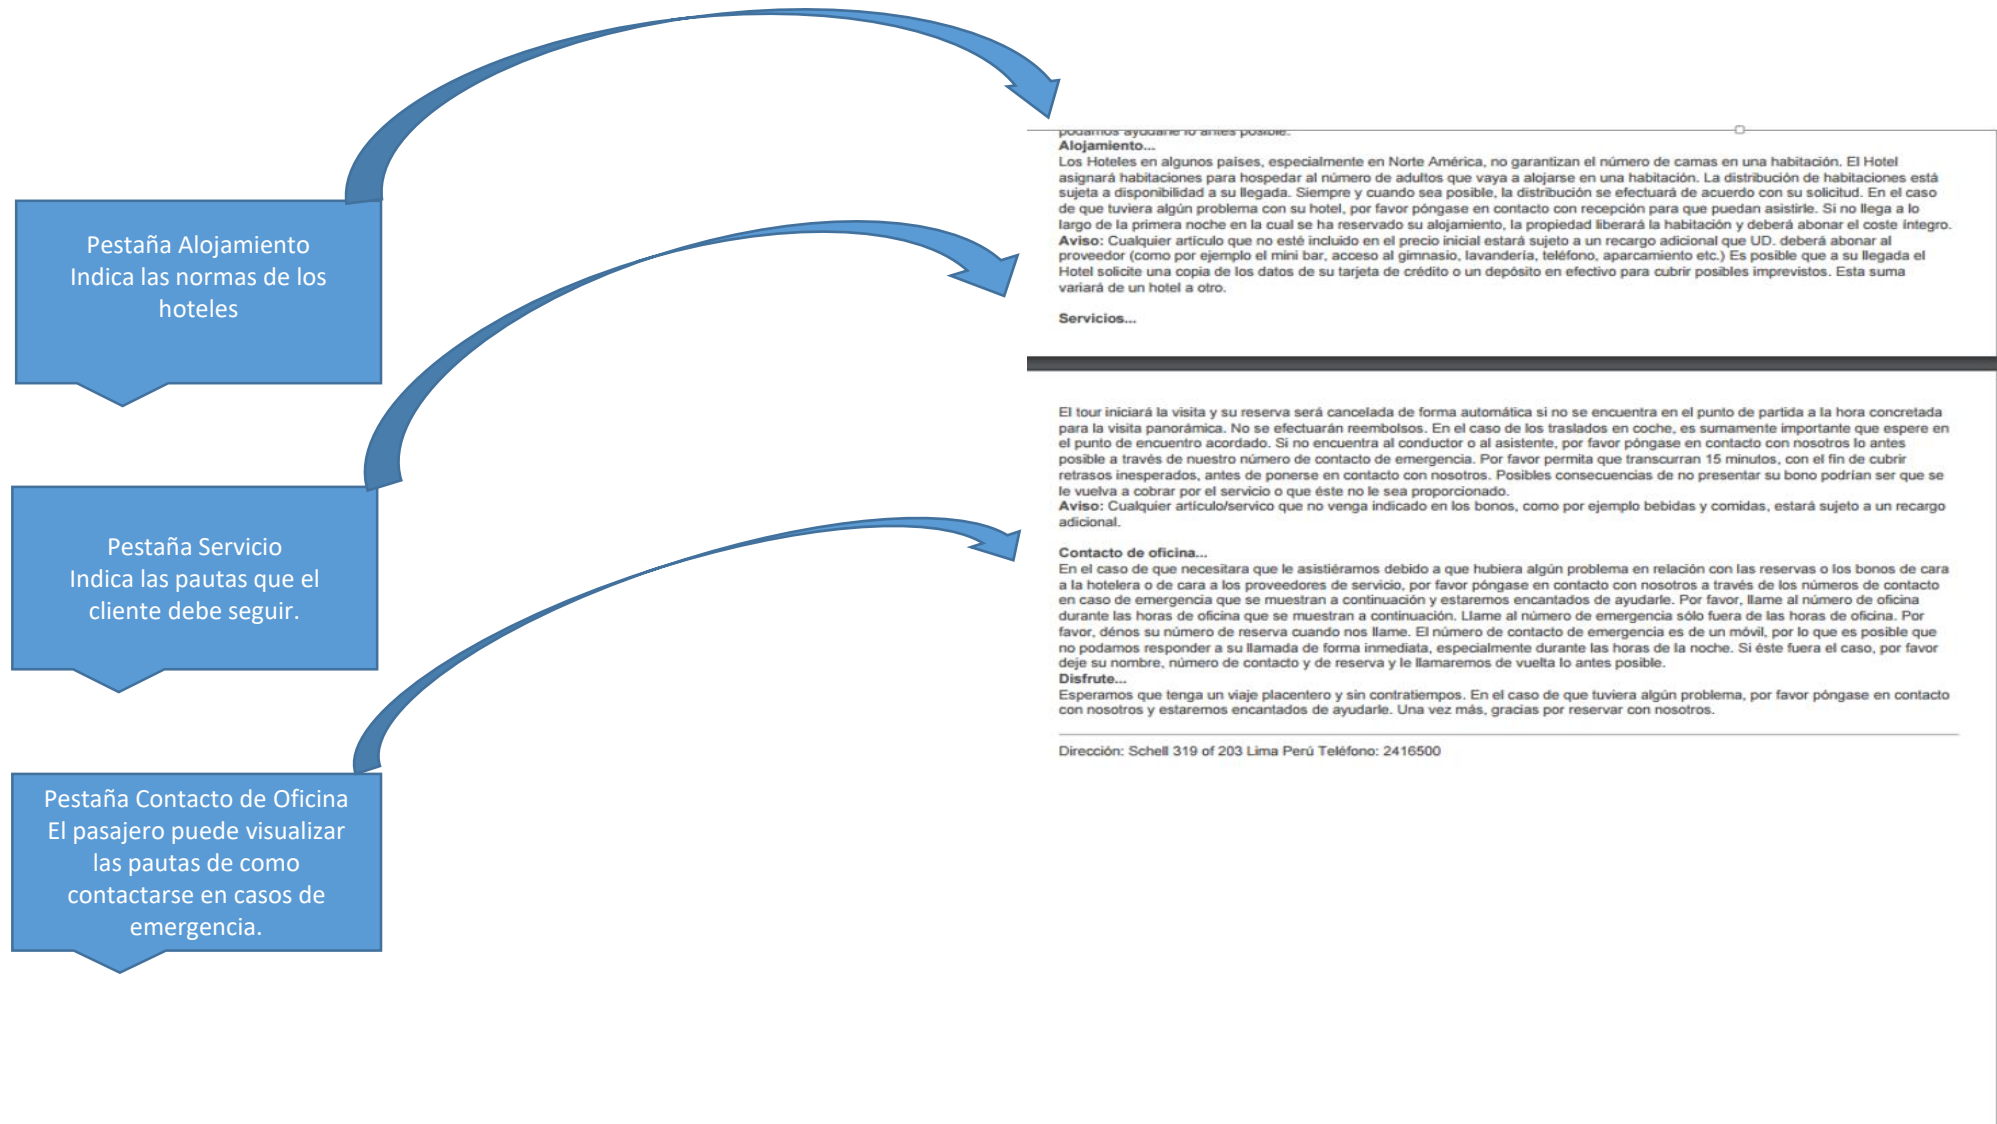 Pestaña Alojamiento
Indica las normas de los
hoteles
Pestaña Servicio
Indica las pautas que el
cliente debe seguir.
Pestaña Contacto de Oficina
El pasajero puede visualizar
las pautas de como
contactarse en casos de
emergencia.
podamos ayudarle lo antes posible.
Alojamiento...
Los Hoteles en algunos países, especialmente en Norte América, no garantizan el número de camas en una habitación. El Hotel
asignará habitaciones para hospedar al número de adultos que vaya a alojarse en una habitación. La distribución de habitaciones está
sujeta a disponibilidad a su llegada. Siempre y cuando sea posible, la distribución se efectuará de acuerdo con su solicitud. En el caso
de que tuviera algún problema con su hotel, por favor póngase en contacto con recepción para que puedan asistirle. Si no llega a lo
largo de la primera noche en la cual se ha reservado su alojamiento, la propiedad liberará la habitación y deberá abonar el coste íntegro.
Aviso: Cualquier artículo que no esté incluido en el precio inicial estará sujeto a un recargo adicional que UD. deberá abonar al
proveedor (como por ejemplo el mini bar, acceso al gimnasio, lavandería, teléfono, aparcamiento etc.) Es posible que a su llegada el
Hotel solicite una copia de los datos de su tarjeta de crédito o un depósito en efectivo para cubrir posibles imprevistos. Esta suma
variará de un hotel a otro.
Servicios...
El tour iniciará la visita y su reserva será cancelada de forma automática si no se encuentra en el punto de partida a la hora concretada
para la visita panorámica. No se efectuarán reembolsos. En el caso de los traslados en coche, es sumamente importante que espere en
el punto de encuentro acordado. Si no encuentra al conductor o al asistente, por favor póngase en contacto con nosotros lo antes
posible a través de nuestro número de contacto de emergencia. Por favor permita que transcurran 15 minutos, con el fin de cubrir
retrasos inesperados, antes de ponerse en contacto con nosotros. Posibles consecuencias de no presentar su bono podrían ser que se
le vuelva a cobrar por el servicio o que éste no le sea proporcionado.
Aviso: Cualquier artículo/servico que no venga indicado en los bonos, como por ejemplo bebidas y comidas, estará sujeto a un recargo
adicional.
Contacto de oficina...
En el caso de que necesitara que le asistiéramos debido a que hubiera algún problema en relación con las reservas o los bonos de cara
a la hotelera o de cara a los proveedores de servicio, por favor póngase en contacto con nosotros a través de los números de contacto
en caso de emergencia que se muestran a continuación y estaremos encantados de ayudarle. Por favor, llame al número de oficina
durante las horas de oficina que se muestran a continuación. Llame al número de emergencia sólo fuera de las horas de oficina. Por
favor, dénos su número de reserva cuando nos llame. El número de contacto de emergencia es de un móvil, por lo que es posible que
no podamos responder a su llamada de forma inmediata, especialmente durante las horas de la noche. Si éste fuera el caso, por favor
deje su nombre, número de contacto y de reserva y le llamaremos de vuelta lo antes posible.
Disfrute...
Esperamos que tenga un viaje placentero y sin contratiempos. En el caso de que tuviera algún problema, por favor póngase en contacto
con nosotros y estaremos encantados de ayudarle. Una vez más, gracias por reservar con nosotros.
Dirección: Schell 319 of 203 Lima Perú Teléfono: 2416500